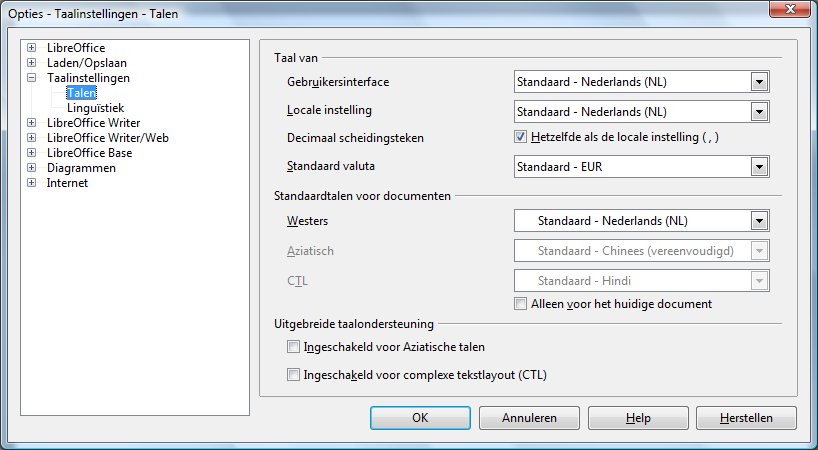 Opties - Taalinstellingen - Talen
LibreOffice
Laden/Opslaan
Taalinstellingen
Talen
Linguïstiek
LibreOffice Writer
LibreOffice Writer/Web
LibreOffice Base
Diagrammen
Internet
Taal van
Gebruikersinterface Standaard - Nederlands (NL)
Locale instelling Standaard - Nederlands (NL)
Decimaal scheidingsteken Hetzelfde als de locale instelling ( , )
Standaard valuta Standaard - EUR
Standaardtalen voor documenten
Westers Standaard - Nederlands (NL)
Aziatisch Standaard - Chinees (vereenvoudigd)
CTL Standaard - Hindi
Alleen voor het huidige document
Uitgebreide taalondersteuning
Ingeschakeld voor Aziatische talen
Ingeschakeld voor complexe tekstlayout (CTL)
OK Annuleren Help Herstellen